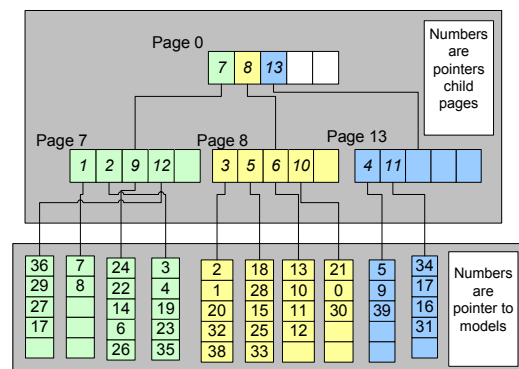 Page 0
7 8 13
Numbers
are
pointers
child
pages
Page 7
1 2 9 12
Page 8
3 5 6 10
Page 13
4 11
36 7 24 3 2 18 13 21 5 34
29 8 22 4 1 28 10 0 9 17
27 14 19 20 15 11 30 39 16
17 6 23 32 25 12 31
26 35 38 33
Numbers
are
pointer to
models